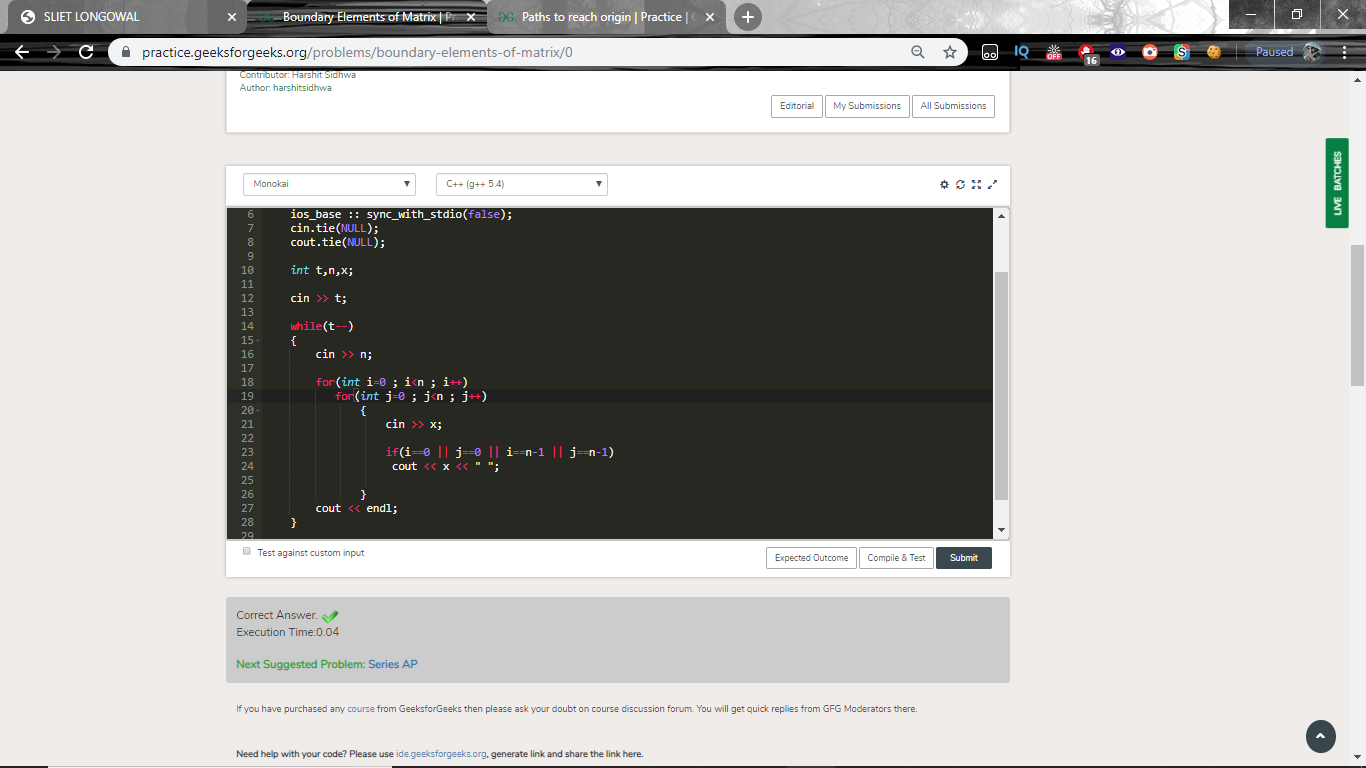 SLIET LONGOWAL
Boundary Elements of Matrix | P
Paths to reach origin | Practice |
practice.geeksforgeeks.org/problems/boundary-elements-of-matrix/0
IQ
OFF
16
S
Paused
Contributor: Harshit Sidhwa
Author: harshitsidhwa
Editorial My Submissions All Submissions
LIVE BATCHES
Monokai C++ (g++ 5.4)
6 ios_base :: sync_with_stdio(false);
7 cin.tie(NULL);
8 cout.tie(NULL);
9
10 int t,n,x;
11
12 cin >> t;
13
14 while(t--)
15 {
16 cin >> n;
17
18 for(int i=0 ; i<n ; i++)
19 for(int j=0 ; j<n ; j++)
20 {
21 cin >> x;
22
23 if(i==0 || j==0 || i==n-1 || j==n-1)
24 cout << x << " ";
25
26 }
27 cout << endl;
28 }
29
Test against custom input
Expected Outcome Compile & Test Submit
Correct Answer.
Execution Time:0.04
Next Suggested Problem: Series AP
If you have purchased any course from GeeksforGeeks then please ask your doubt on course discussion forum. You will get quick replies from GFG Moderators there.
Need help with your code? Please use ide.geeksforgeeks.org, generate link and share the link here.